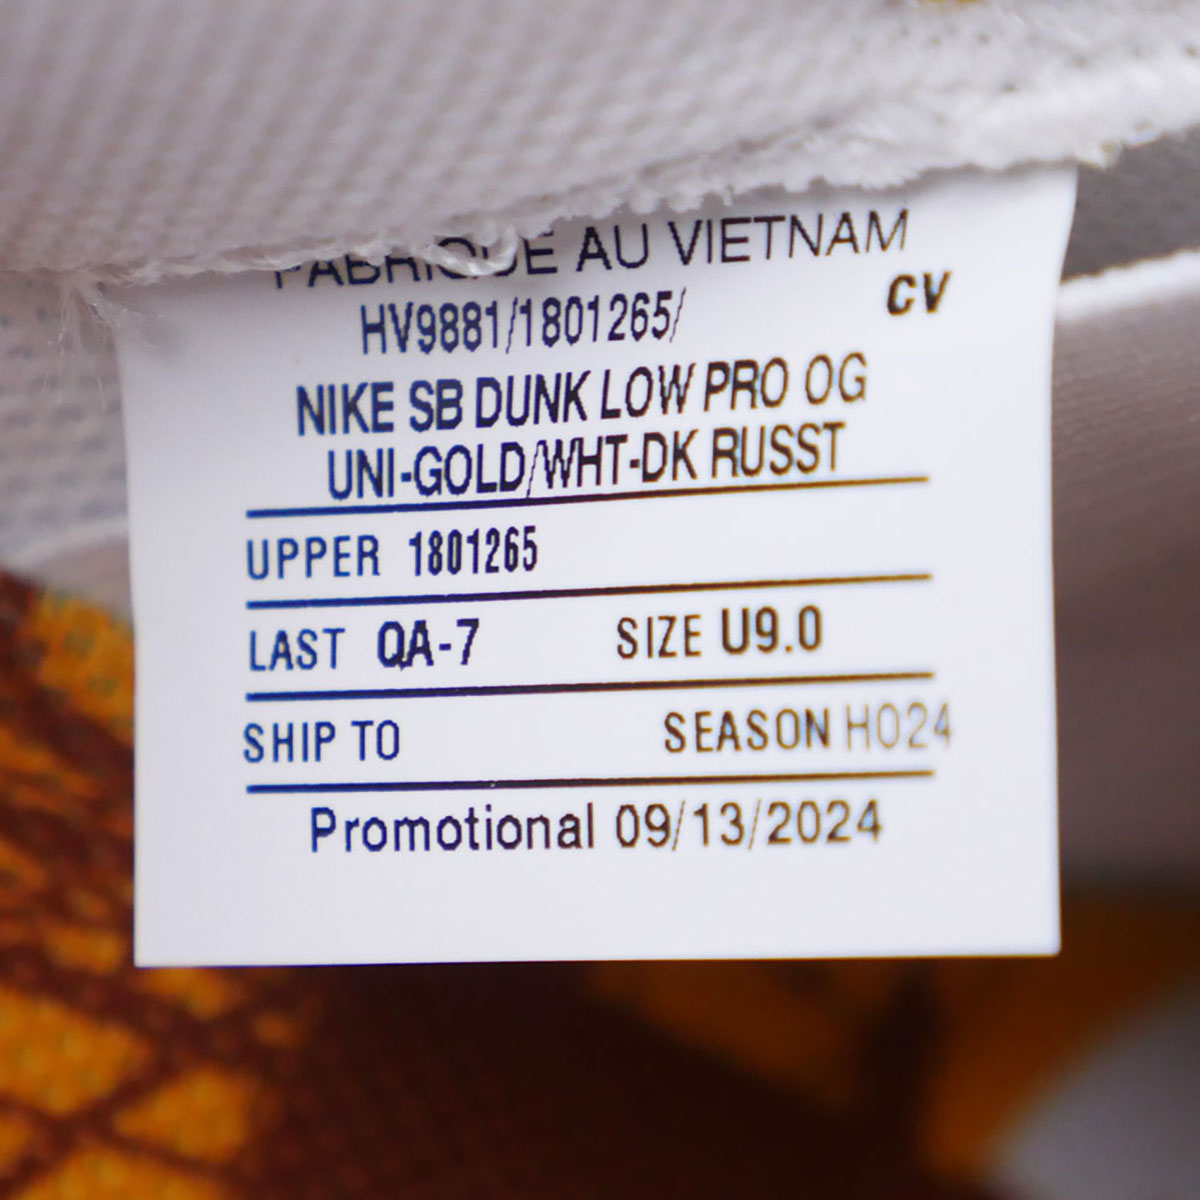 FABRIQUE AU VIETNAM
CV
HV9881/1801265/
NIKE SB DUNK LOW PRO OG
UNI-GOLD/WHT-DK RUSST
UPPER 1801265
LAST QA-7 SIZE U9.0
SHIP TO SEASON HO24
Promotional 09/13/2024